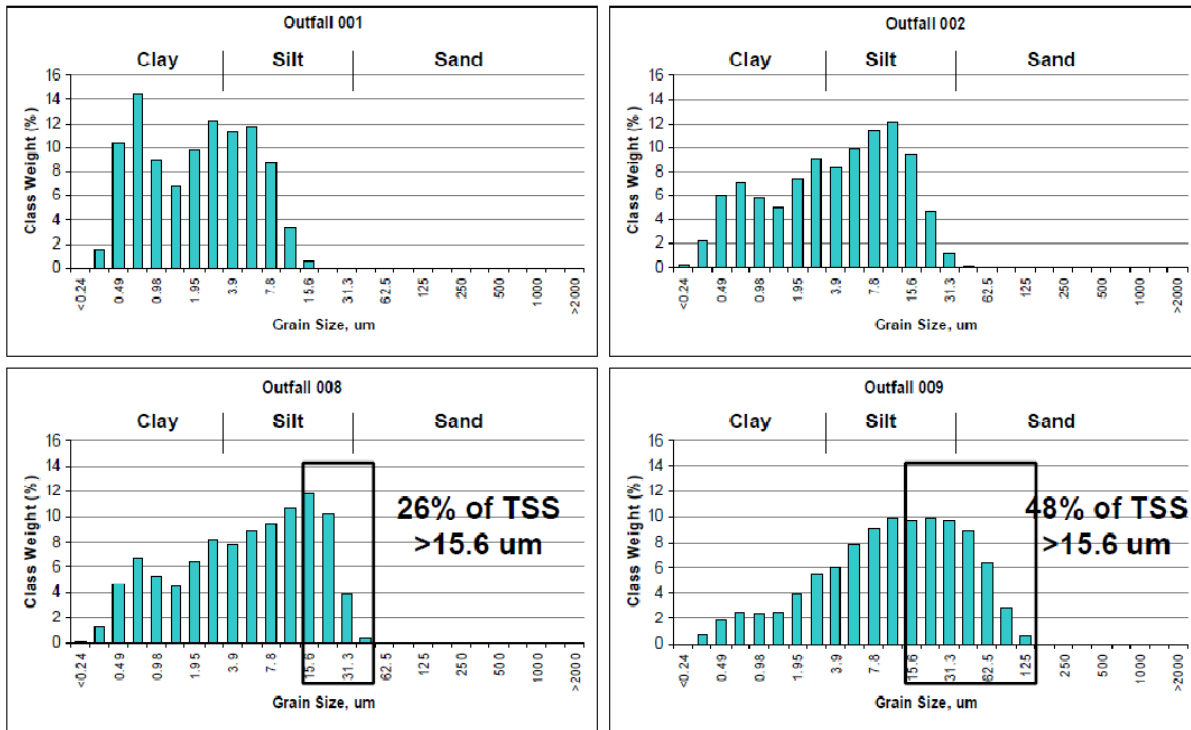 Outfall 001
Clay Silt Sand
16
14
12
10
8
6
4
2
0
Class Weight (%)
<0.24 0.49 0.98 1.95 3.9 7.8 15.6 31.3 62.5 125 250 500 1000 >2000
Grain Size, um
Outfall 002
Clay Silt Sand
16
14
12
10
8
6
4
2
0
Class Weight (%)
<0.24 0.49 0.98 1.95 3.9 7.8 15.6 31.3 62.5 125 250 500 1000 >2000
Grain Size, um
Outfall 008
Clay Silt Sand
16
14
12
10
8
6
4
2
0
Class Weight (%)
26% of TSS
>15.6 um
<0.24 0.49 0.98 1.95 3.9 7.8 15.6 31.3 62.5 125 250 500 1000 >2000
Grain Size, um
Outfall 009
Clay Silt Sand
16
14
12
10
8
6
4
2
0
Class Weight (%)
48% of TSS
>15.6 um
<0.24 0.49 0.98 1.95 3.9 7.8 15.6 31.3 62.5 125 250 500 1000 >2000
Grain Size, um